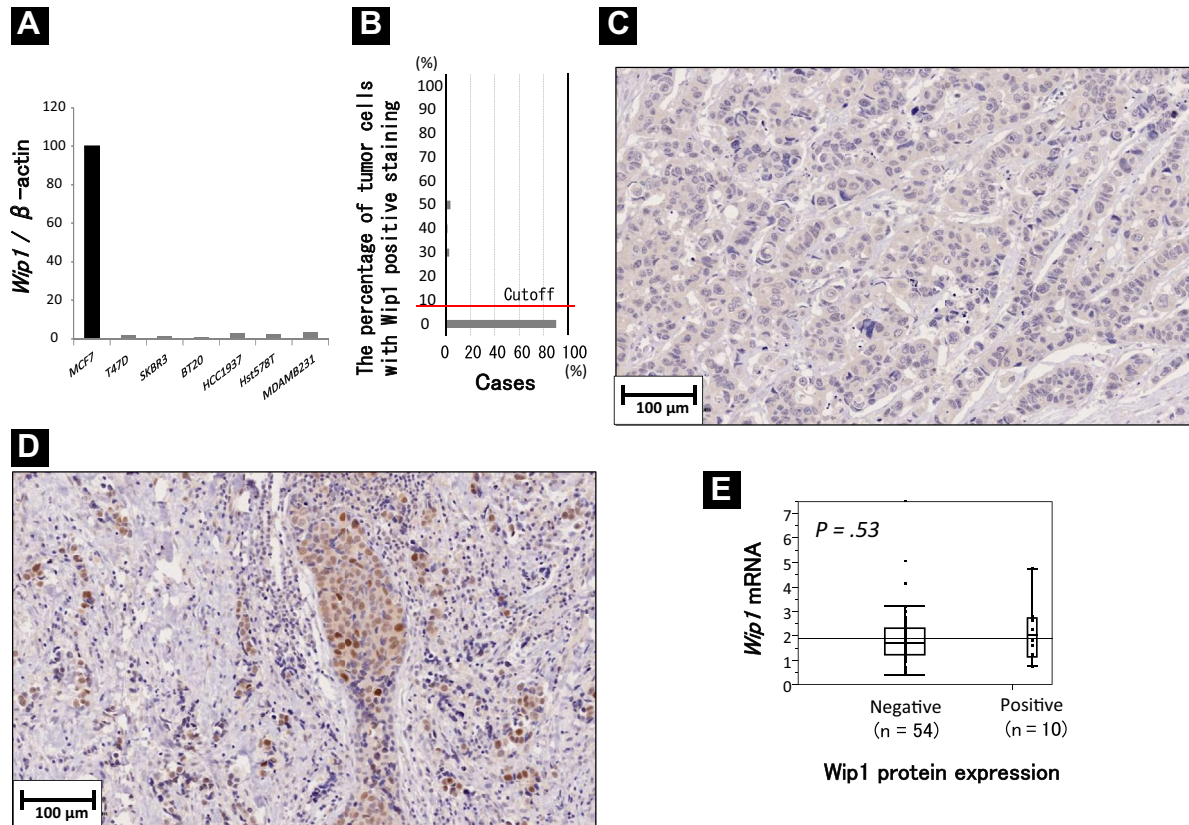 A
Wip1 / β-actin
120
100
80
60
40
20
0
MCF7
T47D
SKBR3
BT20
HCC1937
Hst578T
MDAMB231
B
The percentage of tumor cells
with Wip1 positive staining
(%)
100
90
80
70
60
50
40
30
20
10
0
Cutoff
0 20 40 60 80 100
(%)
Cases
C
100 µm
D
100 µm
E
P = .53
Wip1 mRNA
7
6
5
4
3
2
1
0
Negative
(n = 54)
Positive
(n = 10)
Wip1 protein expression